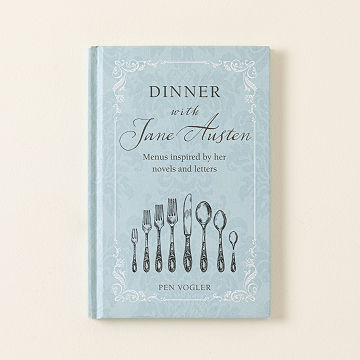 DINNER
with
Jane Austen
Menus inspired by her
novels and letters
PEN VOGLER